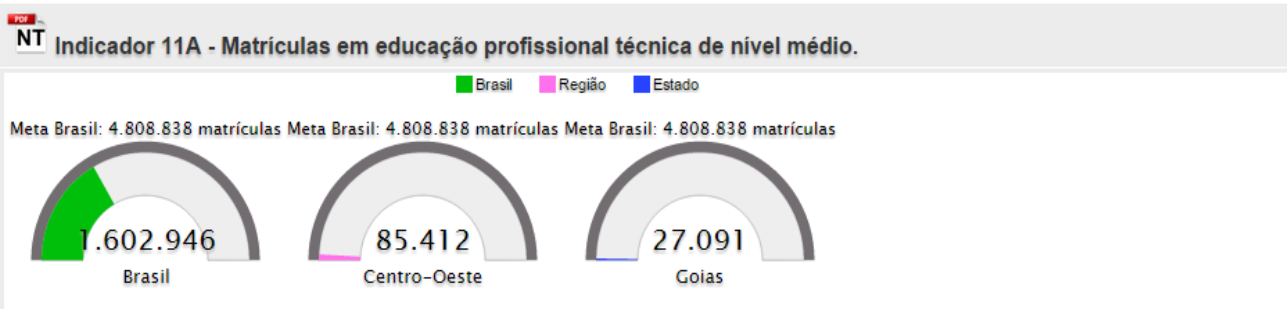 PDF
NT Indicador 11A - Matrículas em educação profissional técnica de nível médio.
Brasil Região Estado
Meta Brasil: 4.808.838 matrículas Meta Brasil: 4.808.838 matrículas Meta Brasil: 4.808.838 matrículas
1.602.946 85.412 27.091
Brasil Centro-Oeste Goias